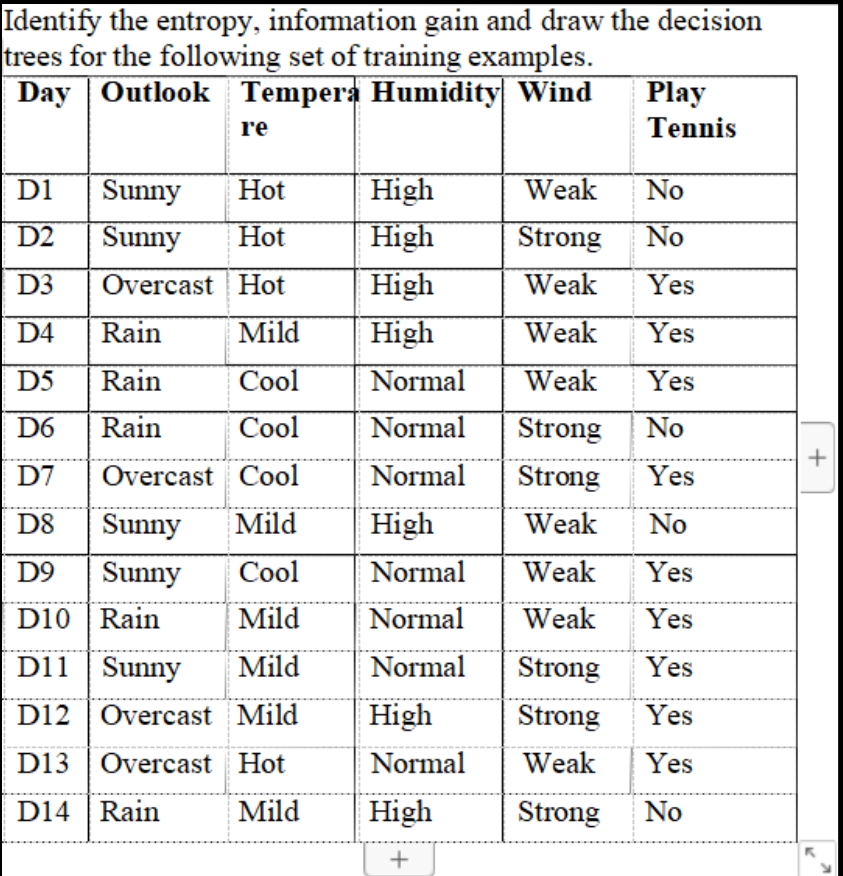 Identify the entropy, information gain and draw the decision
trees for the following set of training examples.
Day Outlook Tempera Humidity Wind Play
re Tennis
D1 Sunny Hot High Weak No
D2 Sunny Hot High Strong No
D3 Overcast Hot High Weak Yes
D4 Rain Mild High Weak Yes
D5 Rain Cool Normal Weak Yes
D6 Rain Cool Normal Strong No
D7 Overcast Cool Normal Strong Yes
D8 Sunny Mild High Weak No
D9 Sunny Cool Normal Weak Yes
D10 Rain Mild Normal Weak Yes
D11 Sunny Mild Normal Strong Yes
D12 Overcast Mild High Strong Yes
D13 Overcast Hot Normal Weak Yes
D14 Rain Mild High Strong No